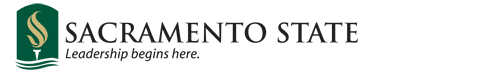 SACRAMENTO STATE
Leadership begins here.